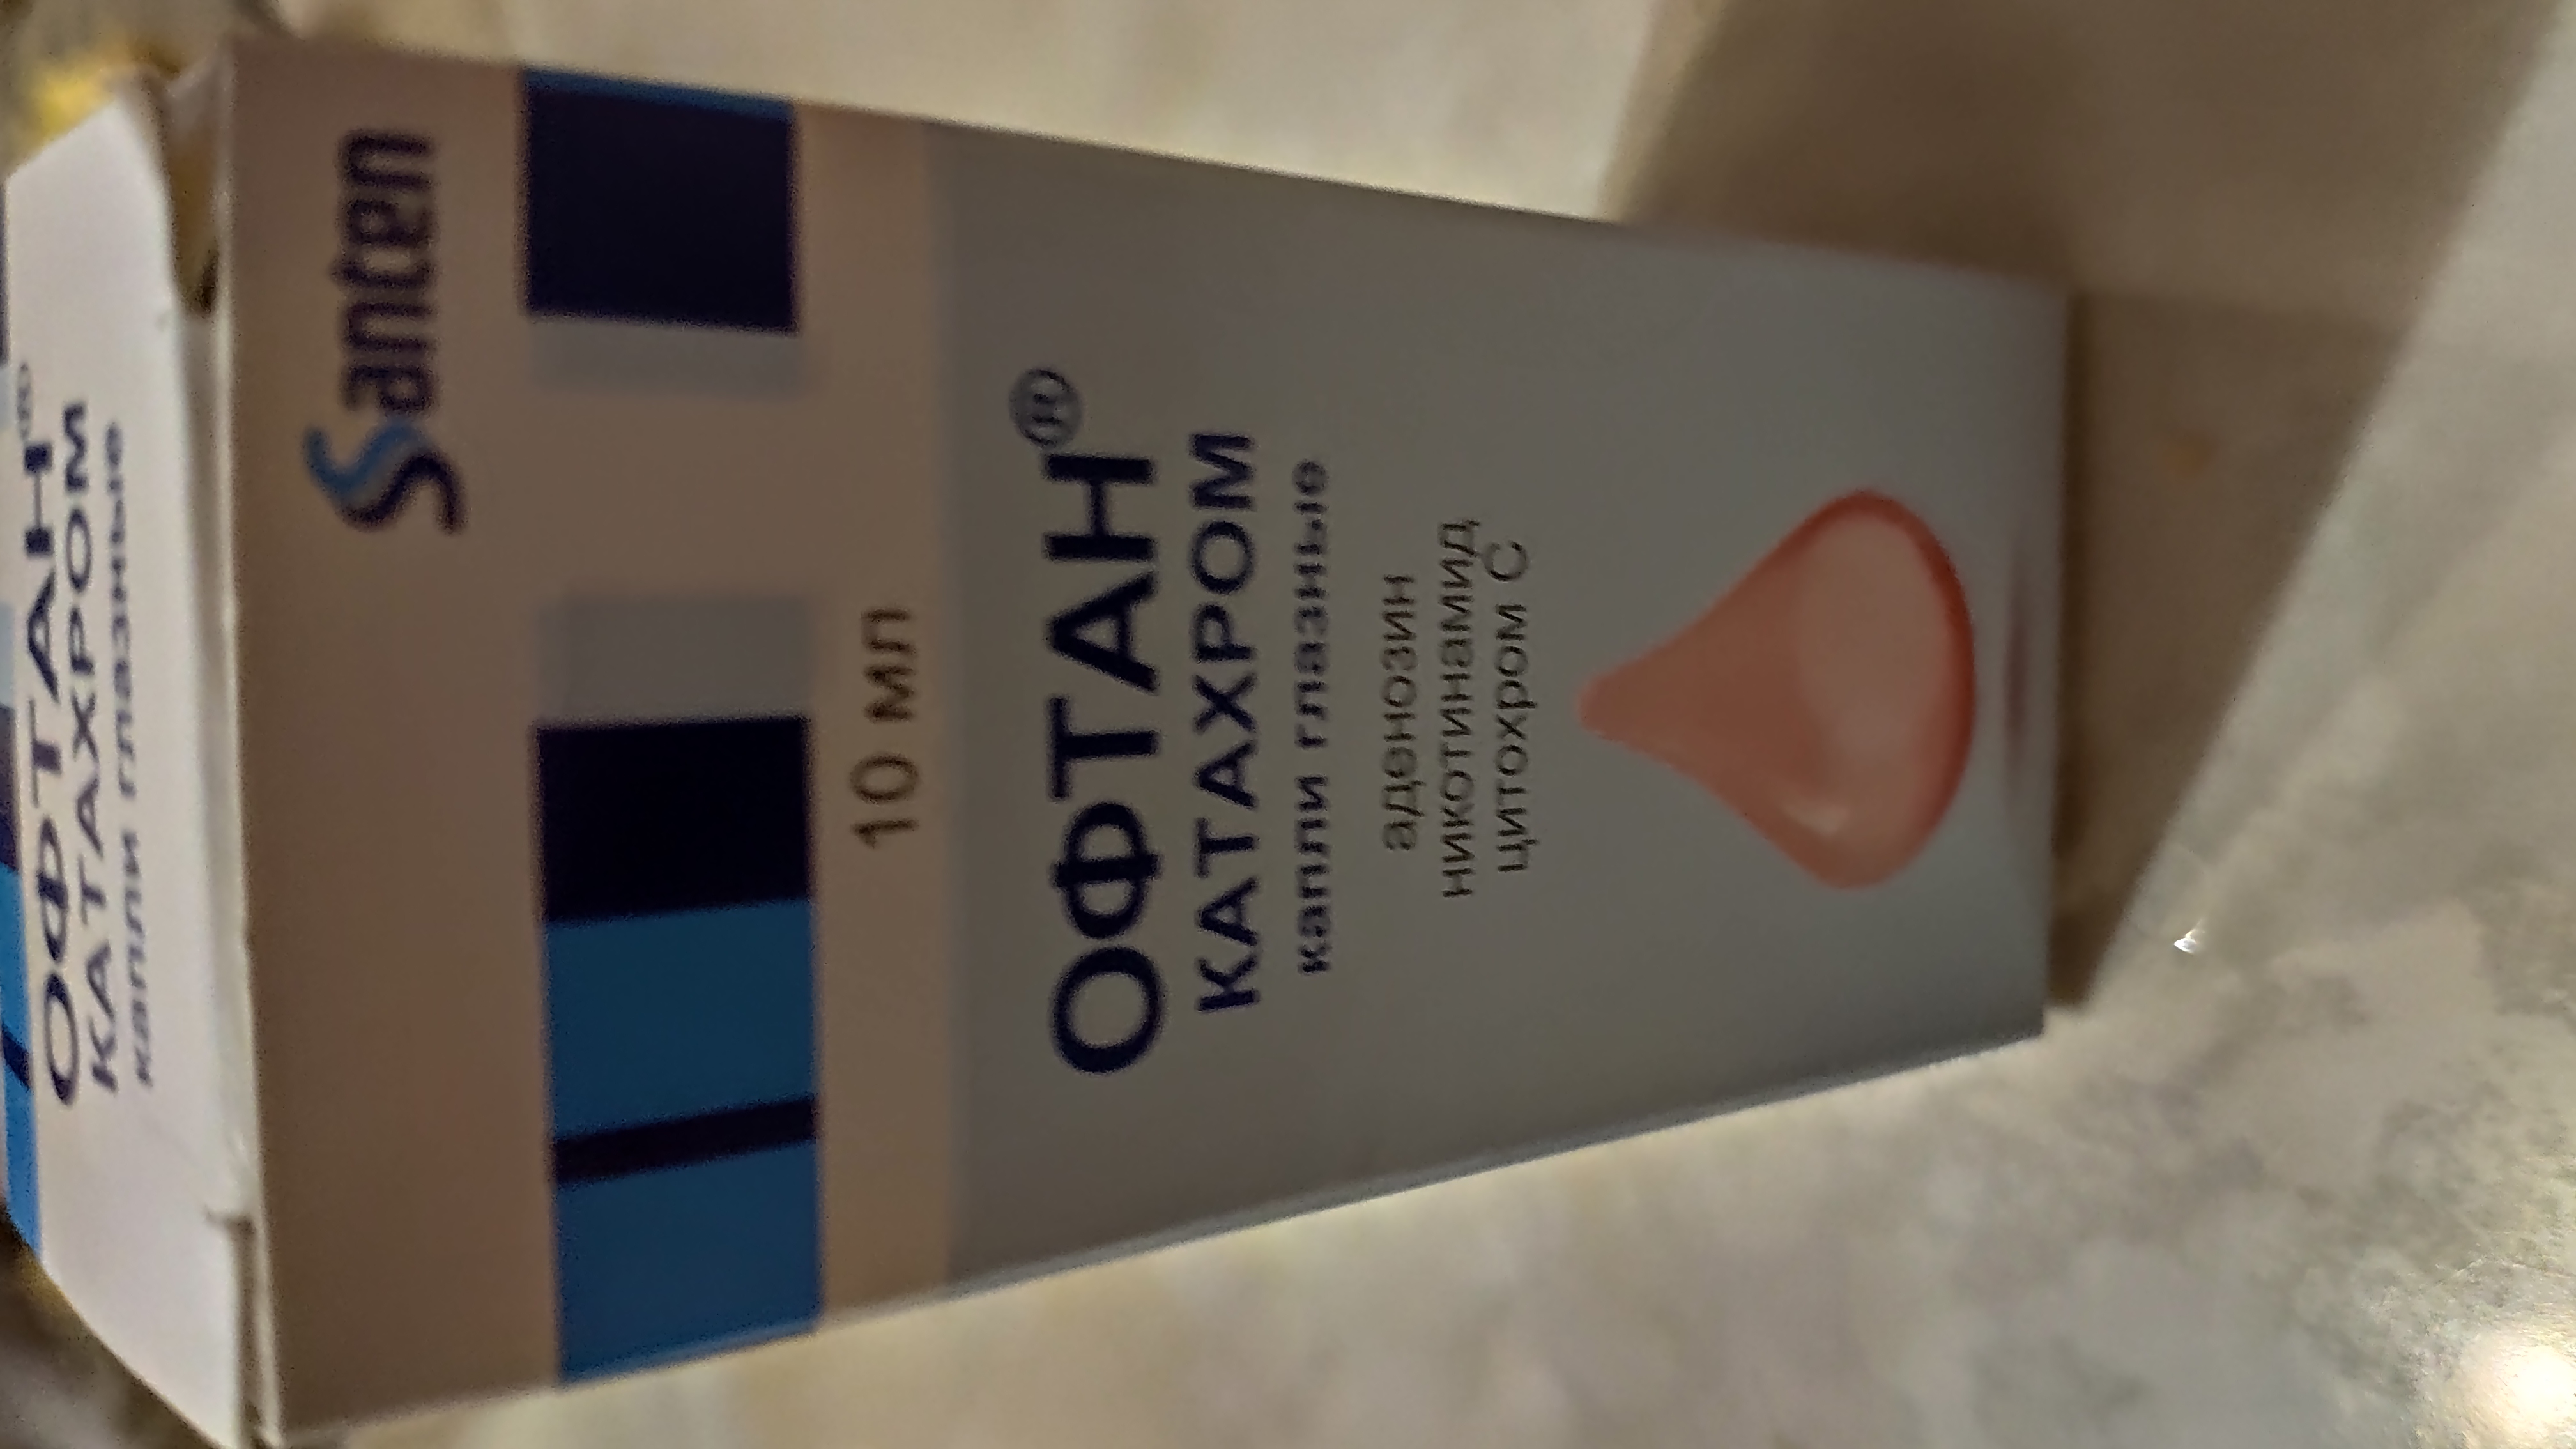 ОФТАН®
КАТАХРОМ
капли глазные
Santen
10 мл
ОФТАН®
КАТАХРОМ
капли глазные
аденозин
никотинамид
цитохром С